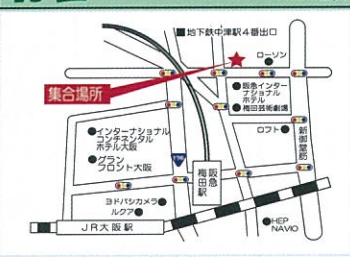 地下鉄中津駅4番出口
ローソン
集合場所
阪急インター
ナショナル
ホテル
梅田芸術劇場
インターナショナル
コンチネンタル
ホテル大阪
ロフト
新御堂筋
グラン
フロント大阪
176
阪急
梅田駅
ヨドバシカメラ
ルクア
HEP
NAVIO
JR大阪駅